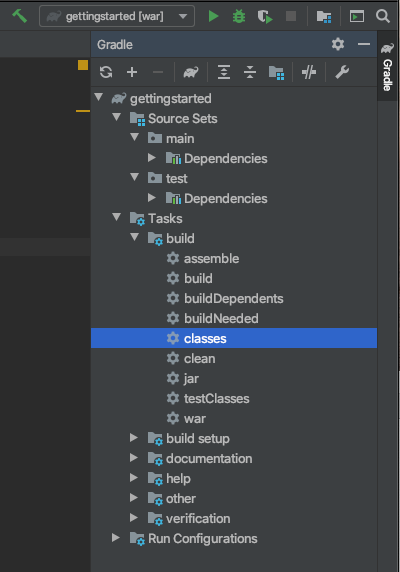 gettingstarted [war]
Gradle
Gradle
gettingstarted
Source Sets
main
Dependencies
test
Dependencies
Tasks
build
assemble
build
buildDependents
buildNeeded
classes
clean
jar
testClasses
war
build setup
documentation
help
other
verification
Run Configurations